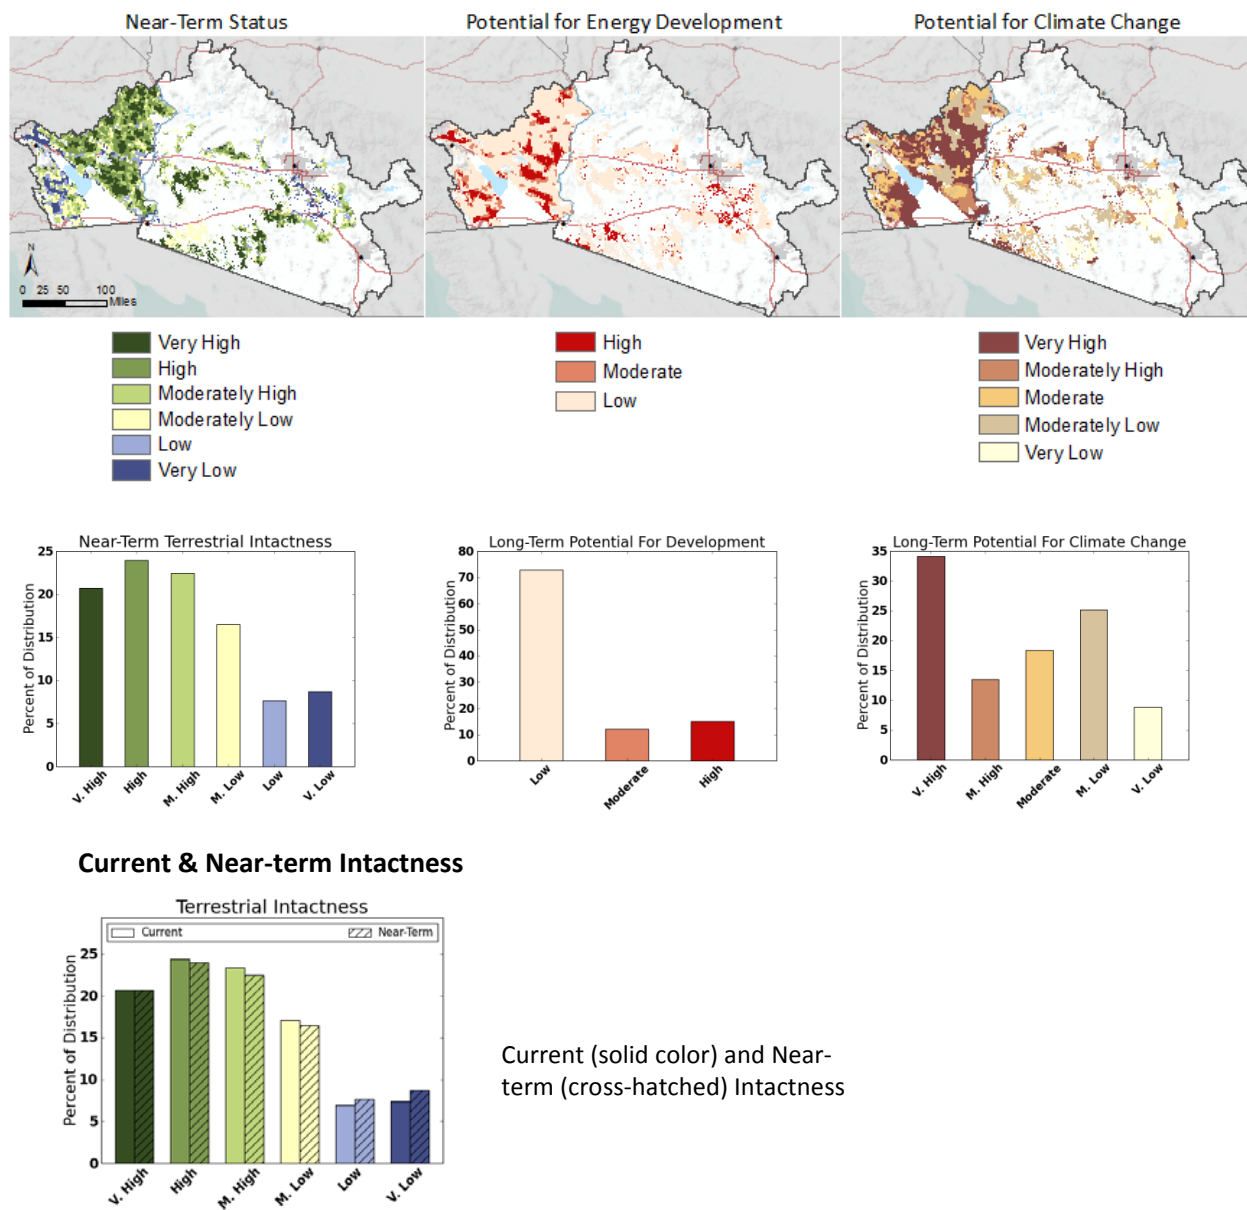 Near-Term Status
Potential for Energy Development
Potential for Climate Change
N
0 25 50 100
Miles
Very High
High
Moderately High
Moderately Low
Low
Very Low
High
Moderate
Low
Very High
Moderately High
Moderate
Moderately Low
Very Low
Near-Term Terrestrial Intactness
Percent of Distribution
25
20
15
10
5
0
V. High
High
M. High
M. Low
Low
V. Low
Long-Term Potential For Development
Percent of Distribution
80
70
60
50
40
30
20
10
0
Low
Moderate
High
Long-Term Potential For Climate Change
Percent of Distribution
35
30
25
20
15
10
5
0
V. High
M. High
Moderate
M. Low
V. Low
Current & Near-term Intactness
Terrestrial Intactness
Current
Near-Term
Percent of Distribution
25
20
15
10
5
0
V. High
High
M. High
M. Low
Low
V. Low
Current (solid color) and Near-
term (cross-hatched) Intactness